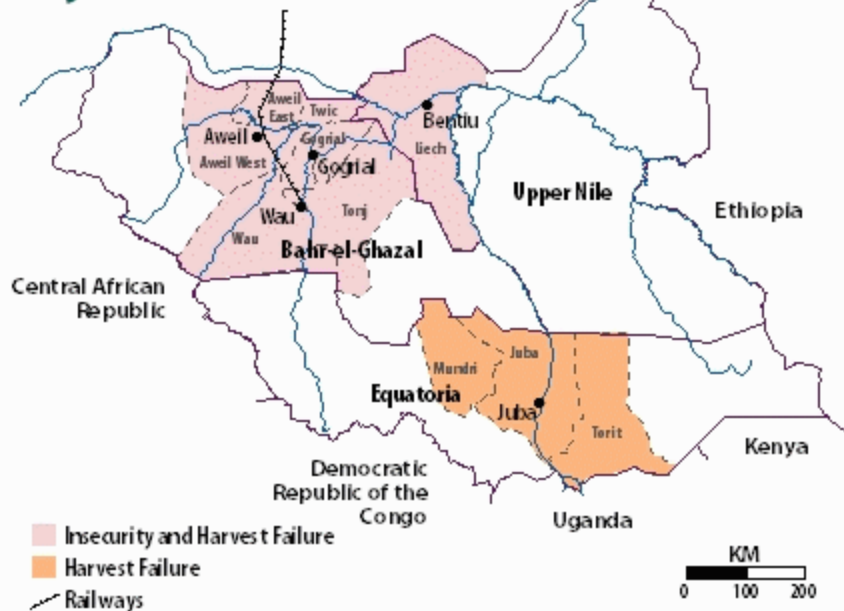 Aweil
East
Twic
Bentiu
Aweil
Gogrial
Liech
Aweil West
Gogrial
Upper Nile
Ethiopia
Wau
Tonj
Wau
Bahr-el-Ghazal
Central African
Republic
Juba
Mundri
Equatoria
Juba
Torit
Kenya
Democratic
Republic of the
Congo
Uganda
Insecurity and Harvest Failure
Harvest Failure
Railways
KM
0 100 200